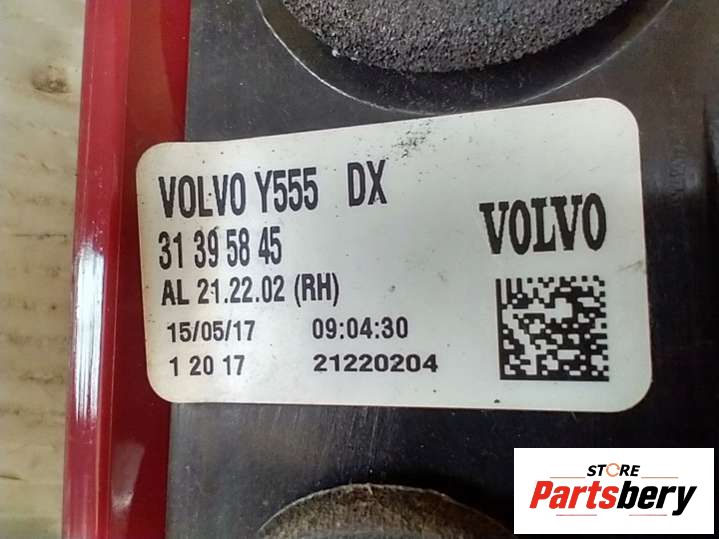 VOLVO Y555 DX
31 39 58 45
VOLVO
AL 21.22.02 (RH)
15/05/17 09:04:30
1 20 17 21220204
STORE
Partsbery